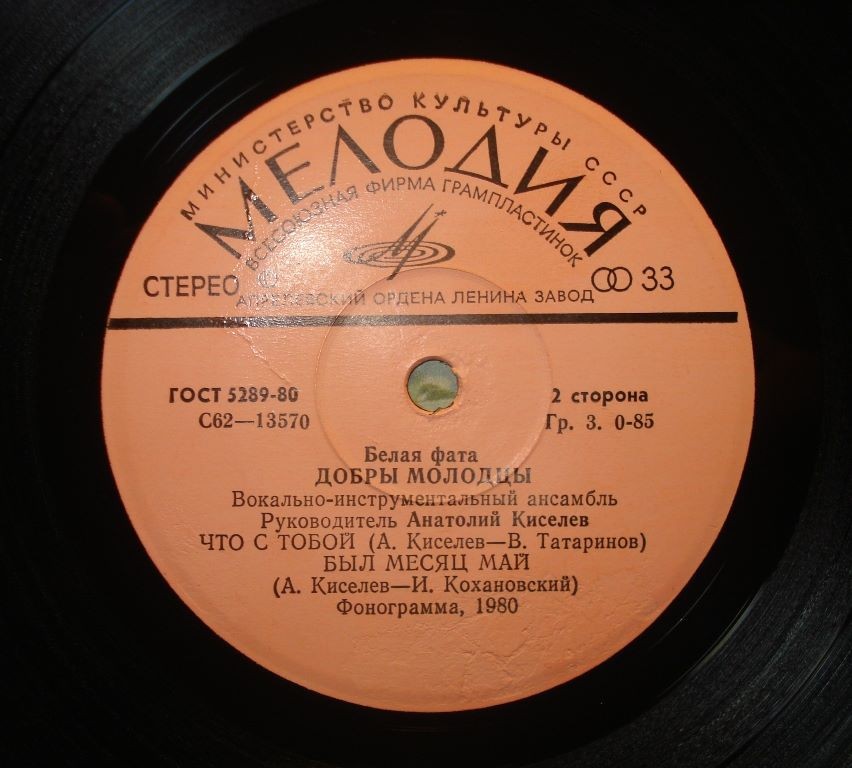 МИНИСТЕРСТВО КУЛЬТУРЫ СССР
МЕЛОДИЯ
ВСЕСОЮЗНАЯ ФИРМА ГРАМПЛАСТИНОК
СТЕРЕО 33
АПРЕЛЕВСКИЙ ОРДЕНА ЛЕНИНА ЗАВОД
ГОСТ 5289-80 2 сторона
С62—13570 Гр. 3. 0-85
Белая фата
ДОБРЫ МОЛОДЦЫ
Вокально-инструментальный ансамбль
Руководитель Анатолий Киселев
ЧТО С ТОБОЙ (А. Киселев—В. Татаринов)
БЫЛ МЕСЯЦ МАЙ
(А. Киселев—И. Кохановский)
Фонограмма, 1980